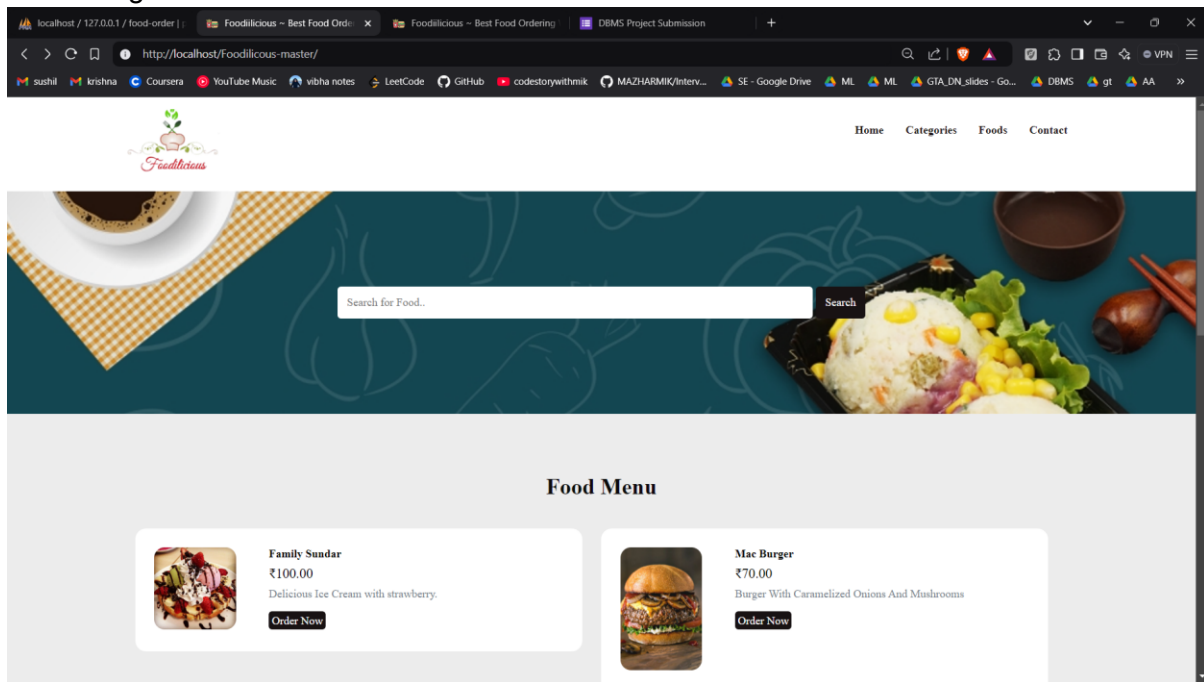 localhost / 127.0.0.1 / food-order | p
Foodiilicious ~ Best Food Orde
Foodiilicious ~ Best Food Ordering
DBMS Project Submission
http://localhost/Foodilicous-master/
VPN
sushil krishna Coursera YouTube Music vibha notes LeetCode GitHub codestorywithmik MAZHARMIK/Interv... SE - Google Drive ML ML GTA_DN_slides - Go... DBMS gt AA »
Foodilicious
Home Categories Foods Contact
Search for Food.. Search
Food Menu
Family Sundar
₹100.00
Delicious Ice Cream with strawberry.
Order Now
Mac Burger
₹70.00
Burger With Caramelized Onions And Mushrooms
Order Now